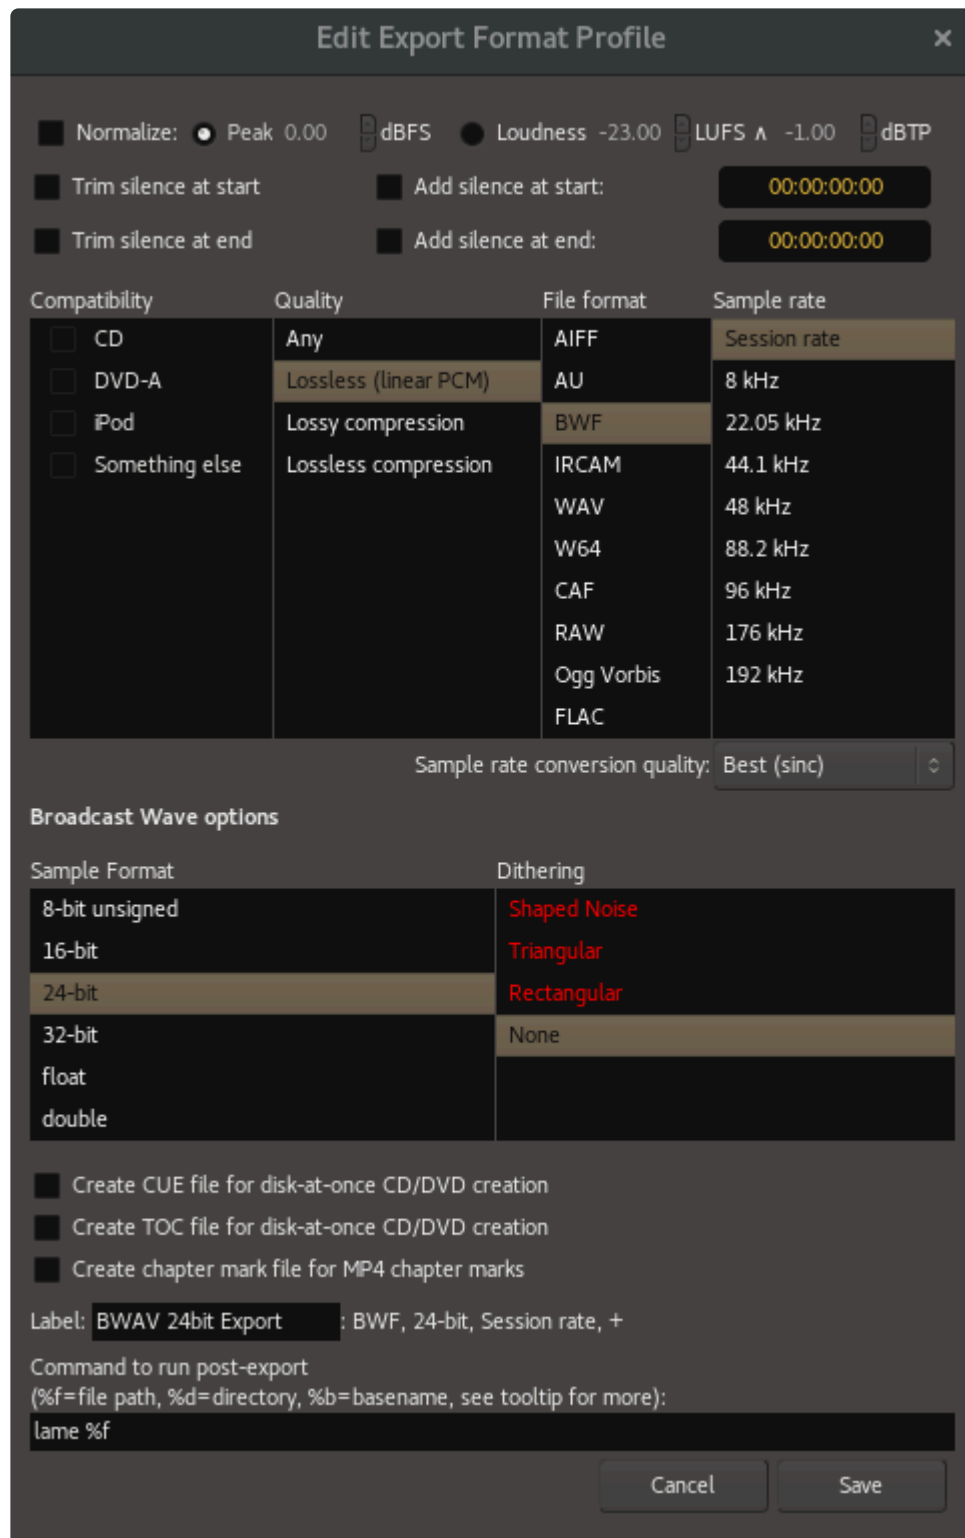 Edit Export Format Profile ×
Normalize: Peak 0.00 dBFS Loudness -23.00 LUFS ∧ -1.00 dBTP
Trim silence at start Add silence at start: 00:00:00:00
Trim silence at end Add silence at end: 00:00:00:00
Compatibility Quality File format Sample rate
CD Any AIFF Session rate
DVD-A Lossless (linear PCM) AU 8 kHz
iPod Lossy compression BWF 22.05 kHz
Something else Lossless compression IRCAM 44.1 kHz
WAV 48 kHz
W64 88.2 kHz
CAF 96 kHz
RAW 176 kHz
Ogg Vorbis 192 kHz
FLAC
Sample rate conversion quality: Best (sinc)
Broadcast Wave options
Sample Format Dithering
8-bit unsigned Shaped Noise
16-bit Triangular
24-bit Rectangular
32-bit None
float
double
Create CUE file for disk-at-once CD/DVD creation
Create TOC file for disk-at-once CD/DVD creation
Create chapter mark file for MP4 chapter marks
Label: BWAV 24bit Export : BWF, 24-bit, Session rate, +
Command to run post-export
(%f=file path, %d=directory, %b=basename, see tooltip for more):
lame %f
Cancel Save